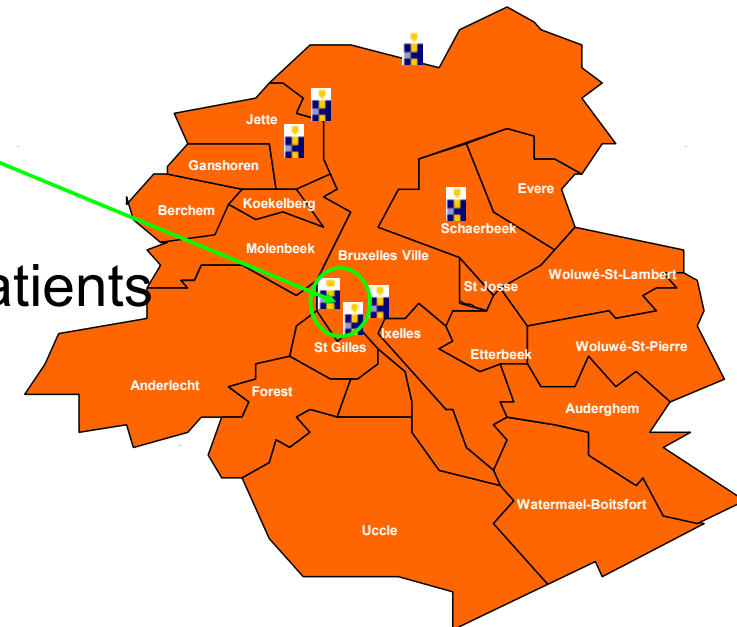 Jette
Ganshoren
Evere
Berchem
Koekelberg
Schaerbeek
Molenbeek
Bruxelles Ville
atients
St Josse
Woluwé-St-Lambert
Ixelles
St Gilles
Etterbeek
Woluwé-St-Pierre
Anderlecht
Forest
Auderghem
Watermael-Boitsfort
Uccle